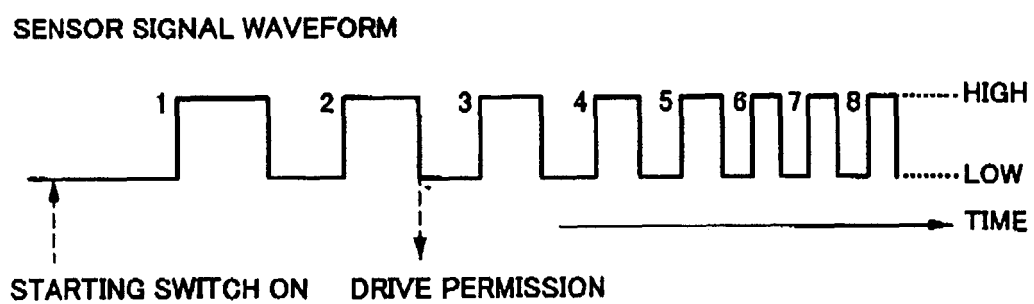 SENSOR SIGNAL WAVEFORM
1 2 3 4 5 6 7 8 HIGH
LOW
TIME
STARTING SWITCH ON DRIVE PERMISSION